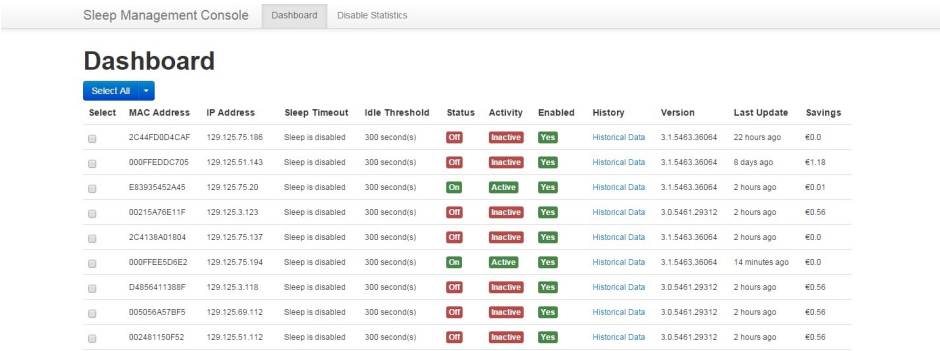 Sleep Management Console Dashboard Disable Statistics
Dashboard
Select All
Select MAC Address IP Address Sleep Timeout Idle Threshold Status Activity Enabled History Version Last Update Savings
2C44FD0D4CAF 129.125.75.186 Sleep is disabled 300 second(s) Off Inactive Yes Historical Data 3.1.5463.36064 22 hours ago €0.0
000FFEDDC705 129.125.51.143 Sleep is disabled 300 second(s) Off Inactive Yes Historical Data 3.1.5463.36064 8 days ago €1.18
E83935452A45 129.125.75.20 Sleep is disabled 300 second(s) On Active Yes Historical Data 3.1.5463.36064 2 hours ago €0.01
00215A76E11F 129.125.3.123 Sleep is disabled 300 second(s) Off Inactive Yes Historical Data 3.0.5461.29312 2 hours ago €0.56
2C4138A01804 129.125.75.137 Sleep is disabled 300 second(s) Off Inactive Yes Historical Data 3.1.5463.36064 2 hours ago €0.0
000FFEE5D6E2 129.125.75.194 Sleep is disabled 300 second(s) On Active Yes Historical Data 3.1.5463.36064 14 minutes ago €0.0
D4856411388F 129.125.3.118 Sleep is disabled 300 second(s) Off Inactive Yes Historical Data 3.0.5461.29312 2 hours ago €0.56
005056A57BF5 129.125.69.112 Sleep is disabled 300 second(s) Off Inactive Yes Historical Data 3.0.5461.29312 2 hours ago €0.56
002481150F52 129.125.51.112 Sleep is disabled 300 second(s) Off Inactive Yes Historical Data 3.0.5461.29312 2 hours ago €0.56